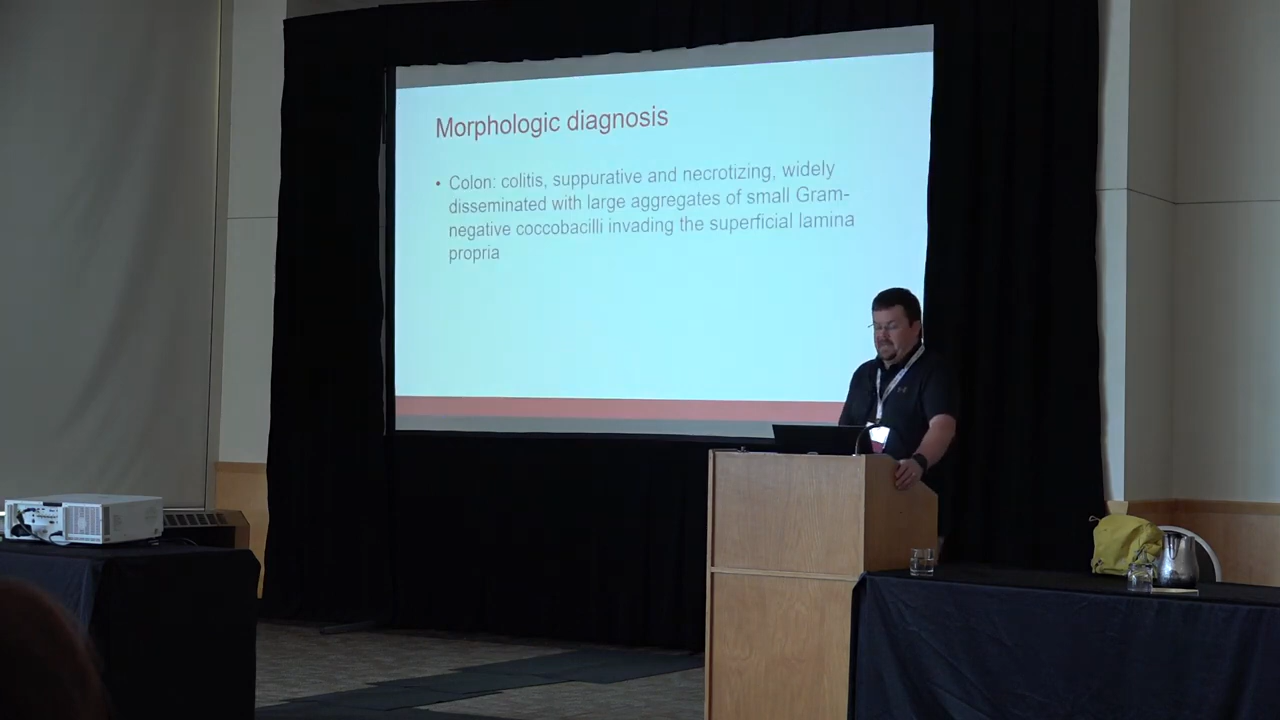 Morphologic diagnosis
• Colon: colitis, suppurative and necrotizing, widely
disseminated with large aggregates of small Gram-
negative coccobacilli invading the superficial lamina
propria